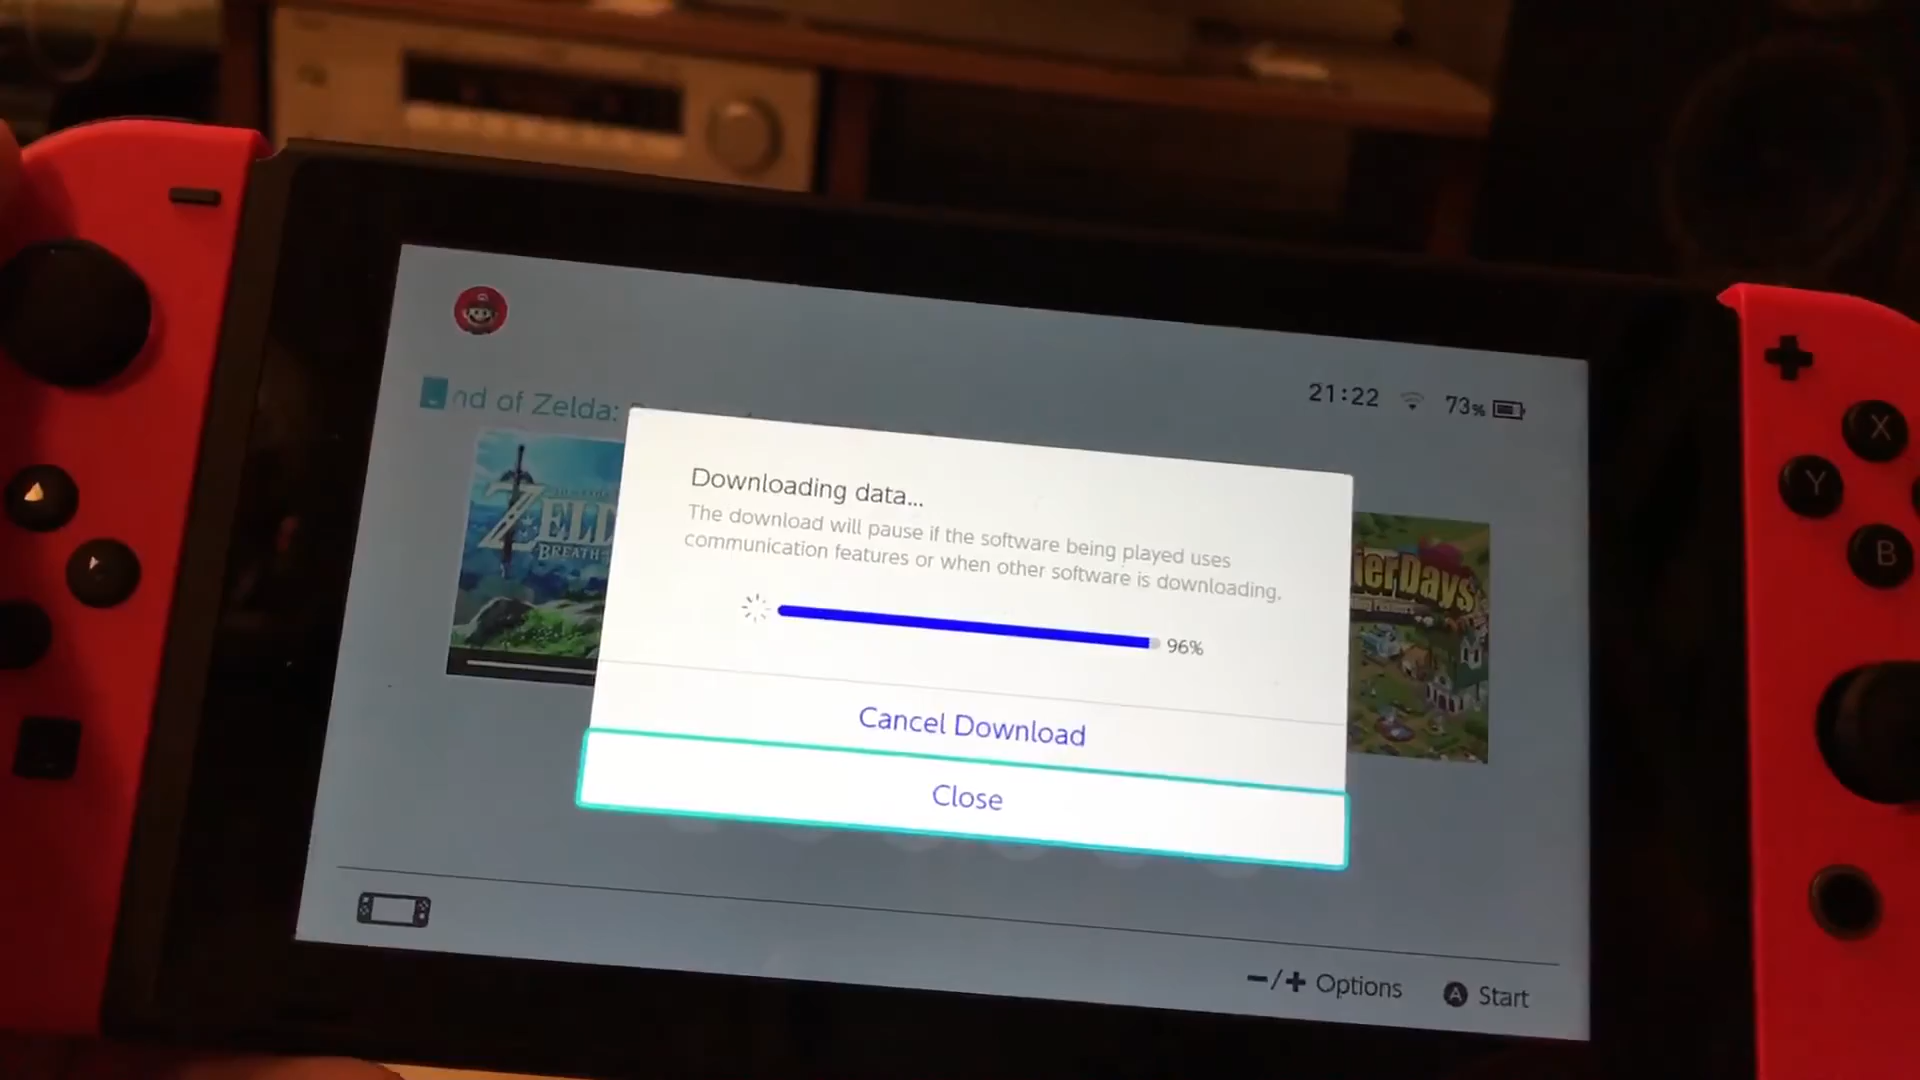 21:22 73%
nd of Zelda:
ZELD
BREATH
Downloading data...
The download will pause if the software being played uses
communication features or when other software is downloading.
96%
Cancel Download
Close
ierDays
−/+ Options A Start
X
Y
B